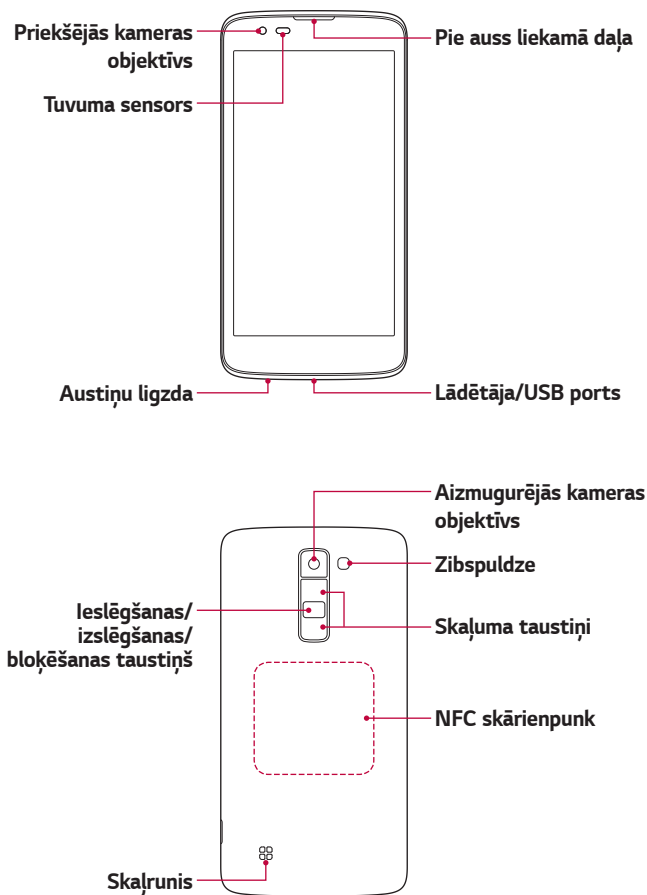 Priekšējās kameras
objektīvs
Pie auss liekamā daļa
Tuvuma sensors
Austiņu ligzda
Lādētāja/USB ports
Aizmugurējās kameras
objektīvs
Zibspuldze
Ieslēgšanas/
izslēgšanas/
bloķēšanas taustiņš
Skaļuma taustiņi
NFC skārienpunk
Skaļrunis